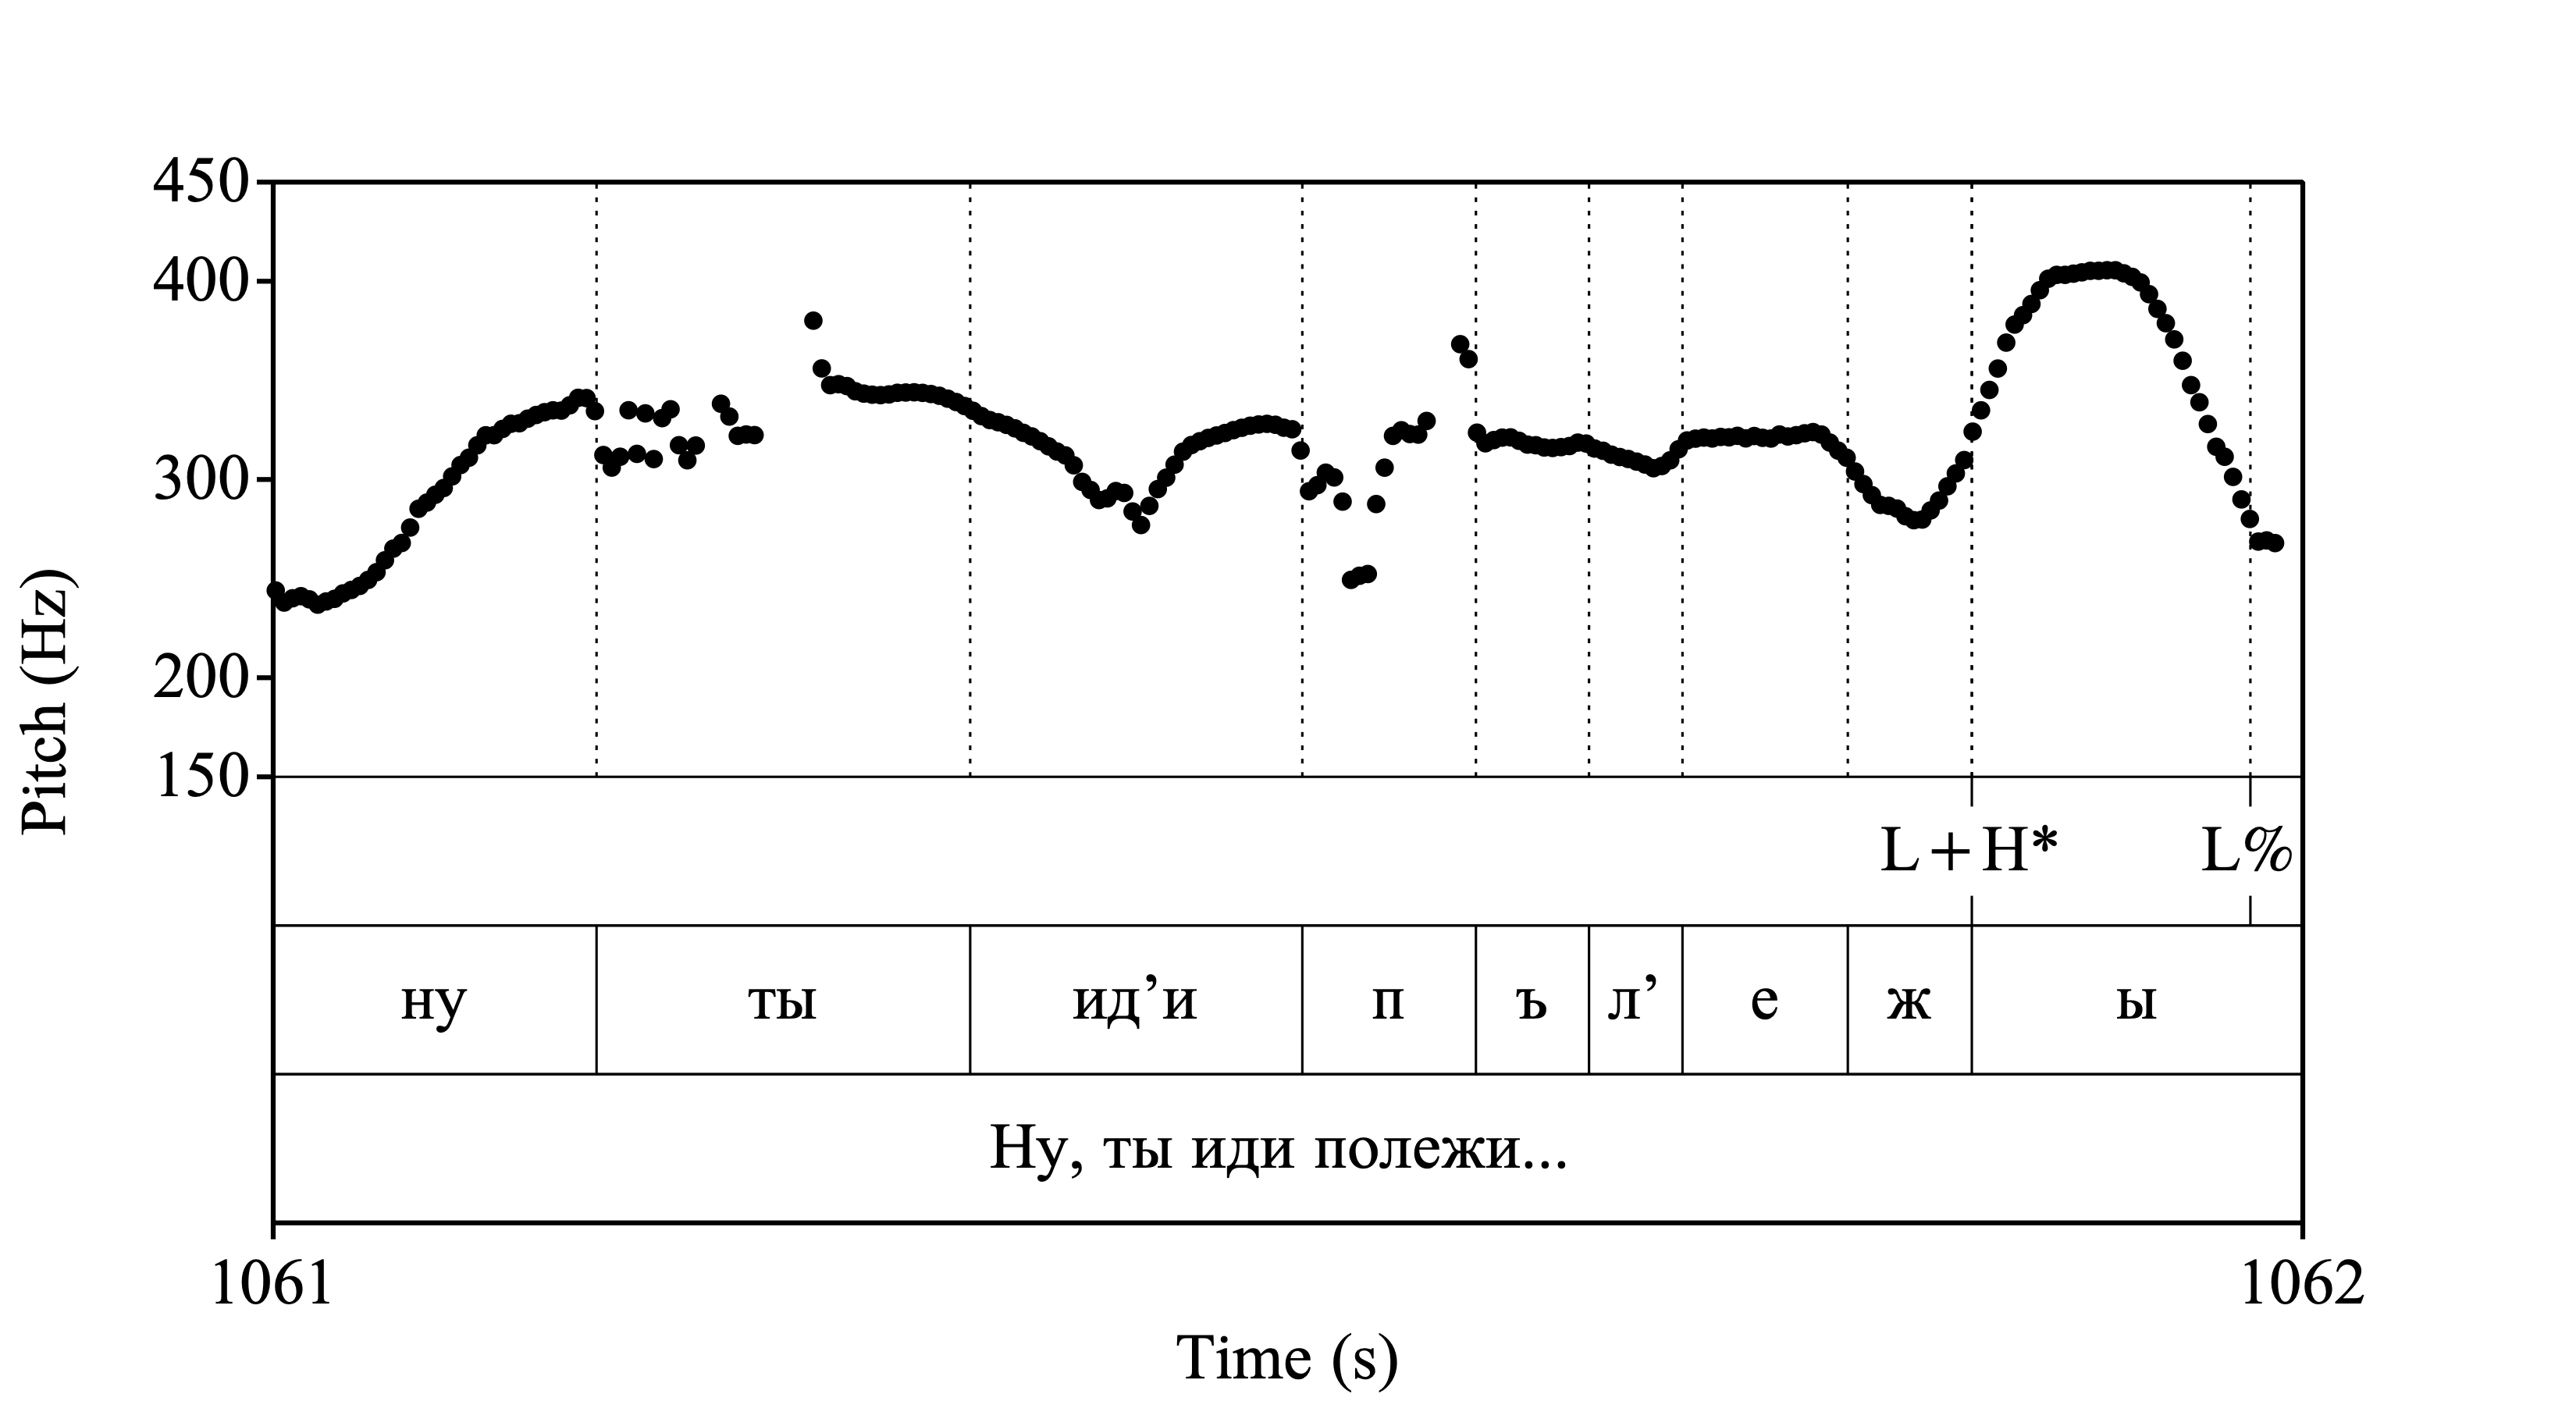 450
400
300
200
150
Pitch (Hz)
L+H* L%
ну ты ид’и п ъ л’ е ж ы
Ну, ты иди полежи...
1061 1062
Time (s)